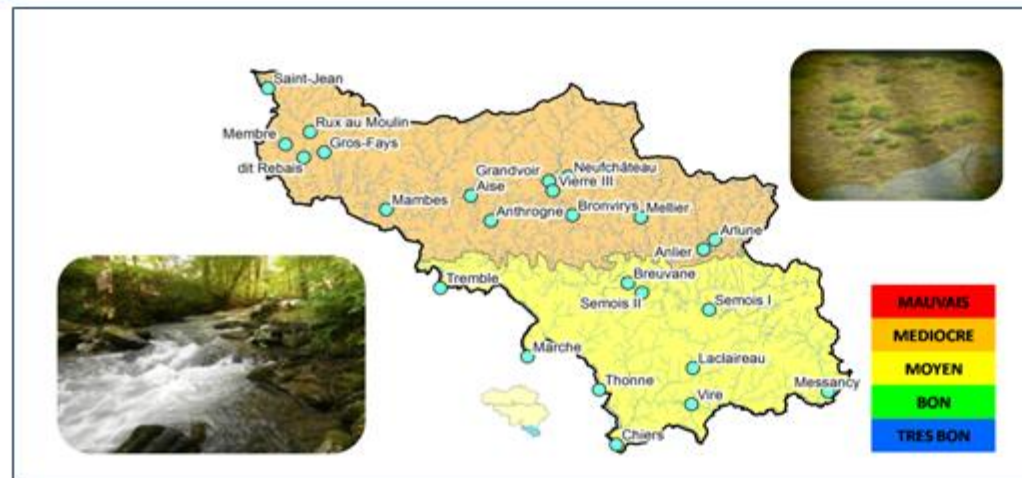 Saint-Jean
Rux au Moulin
Membre
Gros-Fays
dit Rebais
Neufchâteau
Grandvoir
Vierre III
Aise
Mambes
Bronvirys
Mellier
Anthrogne
Arlune
Anlier
Tremble
Breuvane
Semois II
Semois I
MAUVAIS
MEDIOCRE
MOYEN
BON
TRES BON
Marche
Laclaireau
Thonne
Messancy
Vire
Chiers